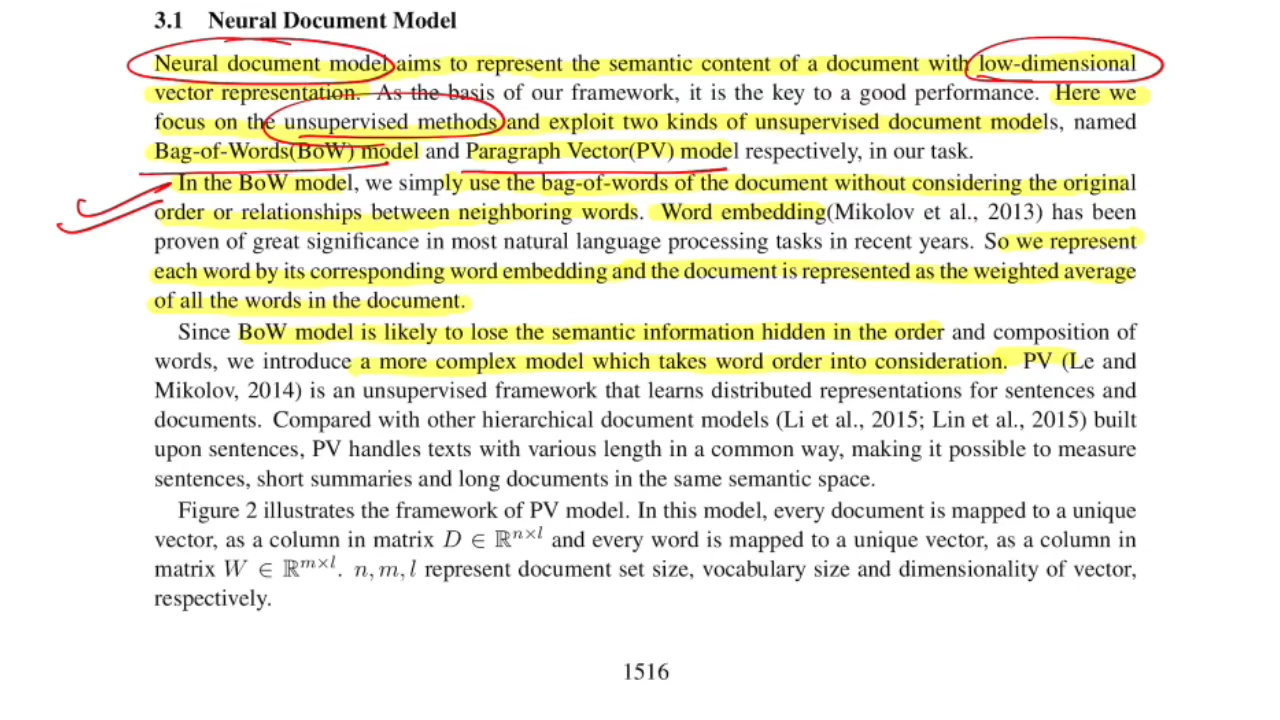 3.1 Neural Document Model
Neural document model aims to represent the semantic content of a document with low-dimensional
vector representation. As the basis of our framework, it is the key to a good performance. Here we
focus on the unsupervised methods and exploit two kinds of unsupervised document models, named
Bag-of-Words(BoW) model and Paragraph Vector(PV) model respectively, in our task.
In the BoW model, we simply use the bag-of-words of the document without considering the original
order or relationships between neighboring words. Word embedding(Mikolov et al., 2013) has been
proven of great significance in most natural language processing tasks in recent years. So we represent
each word by its corresponding word embedding and the document is represented as the weighted average
of all the words in the document.
Since BoW model is likely to lose the semantic information hidden in the order and composition of
words, we introduce a more complex model which takes word order into consideration. PV (Le and
Mikolov, 2014) is an unsupervised framework that learns distributed representations for sentences and
documents. Compared with other hierarchical document models (Li et al., 2015; Lin et al., 2015) built
upon sentences, PV handles texts with various length in a common way, making it possible to measure
sentences, short summaries and long documents in the same semantic space.
Figure 2 illustrates the framework of PV model. In this model, every document is mapped to a unique
vector, as a column in matrix D ∈ ℝⁿˣˡ and every word is mapped to a unique vector, as a column in
matrix W ∈ ℝᵐˣˡ. n, m, l represent document set size, vocabulary size and dimensionality of vector,
respectively.
1516